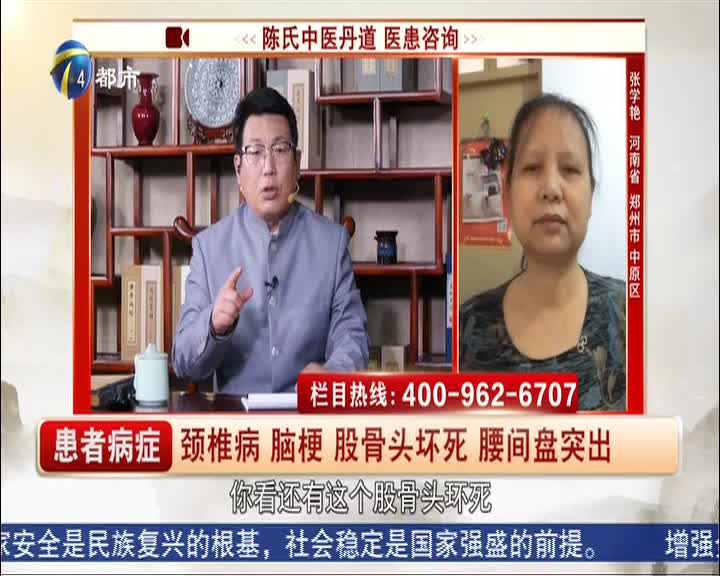 <<< 陈氏中医丹道 医患咨询 >>>
4 都市
张学艳 河南省 郑州市 中原区
栏目热线:400-962-6707
患者病症 颈椎病 脑梗 股骨头坏死 腰间盘突出
你看还有这个股骨头环死
家安全是民族复兴的根基，社会稳定是国家强盛的前提。 增强